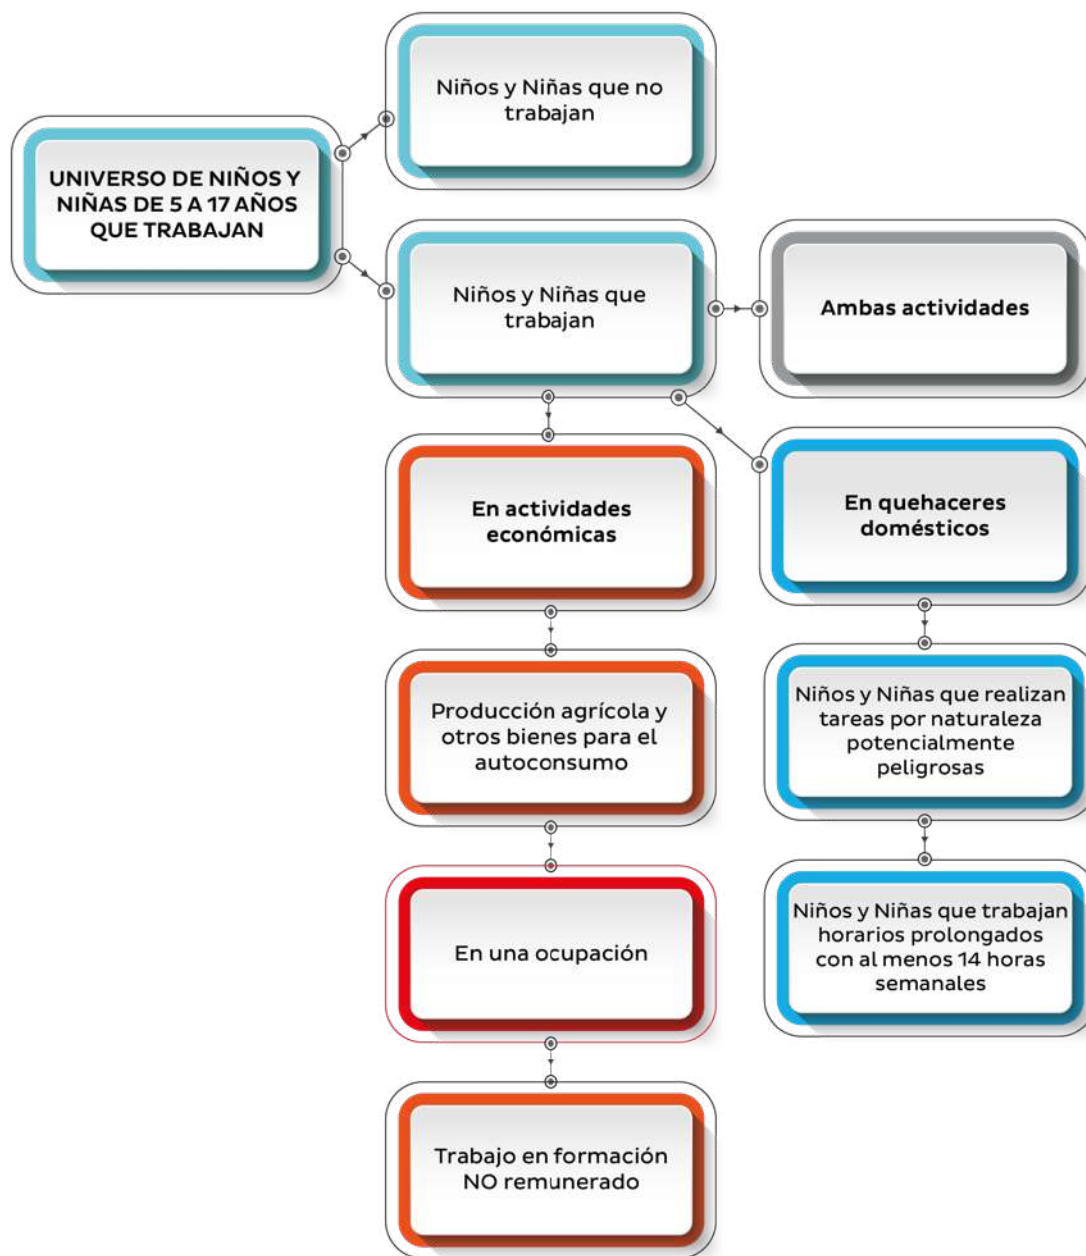 Niños y Niñas que no
trabajan
UNIVERSO DE NIÑOS Y
NIÑAS DE 5 A 17 AÑOS
QUE TRABAJAN
Niños y Niñas que
trabajan
Ambas actividades
En actividades
económicas
En quehaceres
domésticos
Producción agrícola y
otros bienes para el
autoconsumo
Niños y Niñas que realizan
tareas por naturaleza
potencialmente
peligrosas
En una ocupación
Niños y Niñas que trabajan
horarios prolongados
con al menos 14 horas
semanales
Trabajo en formación
NO remunerado